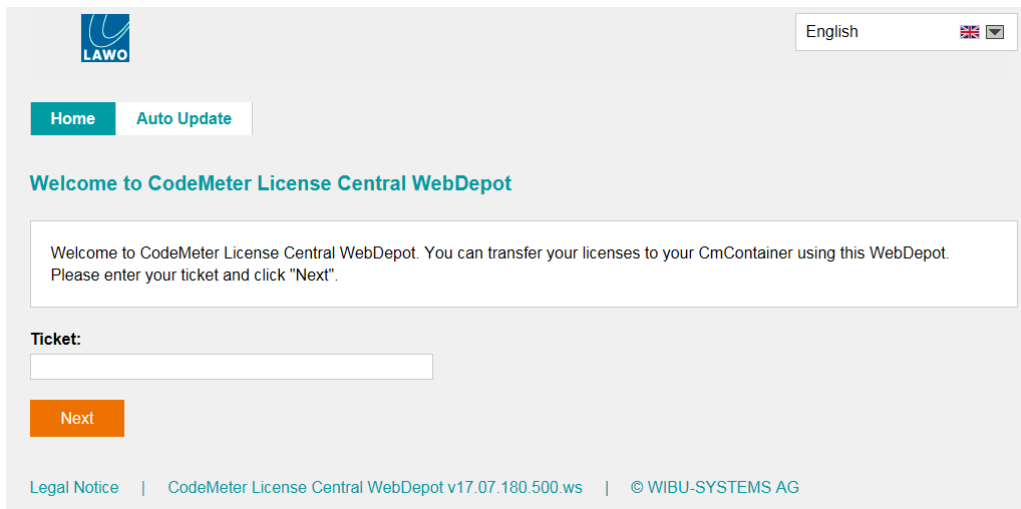 LAWO
English
Home
Auto Update
Welcome to CodeMeter License Central WebDepot
Welcome to CodeMeter License Central WebDepot. You can transfer your licenses to your CmContainer using this WebDepot.
Please enter your ticket and click "Next".
Ticket:
Next
Legal Notice | CodeMeter License Central WebDepot v17.07.180.500.ws | © WIBU-SYSTEMS AG